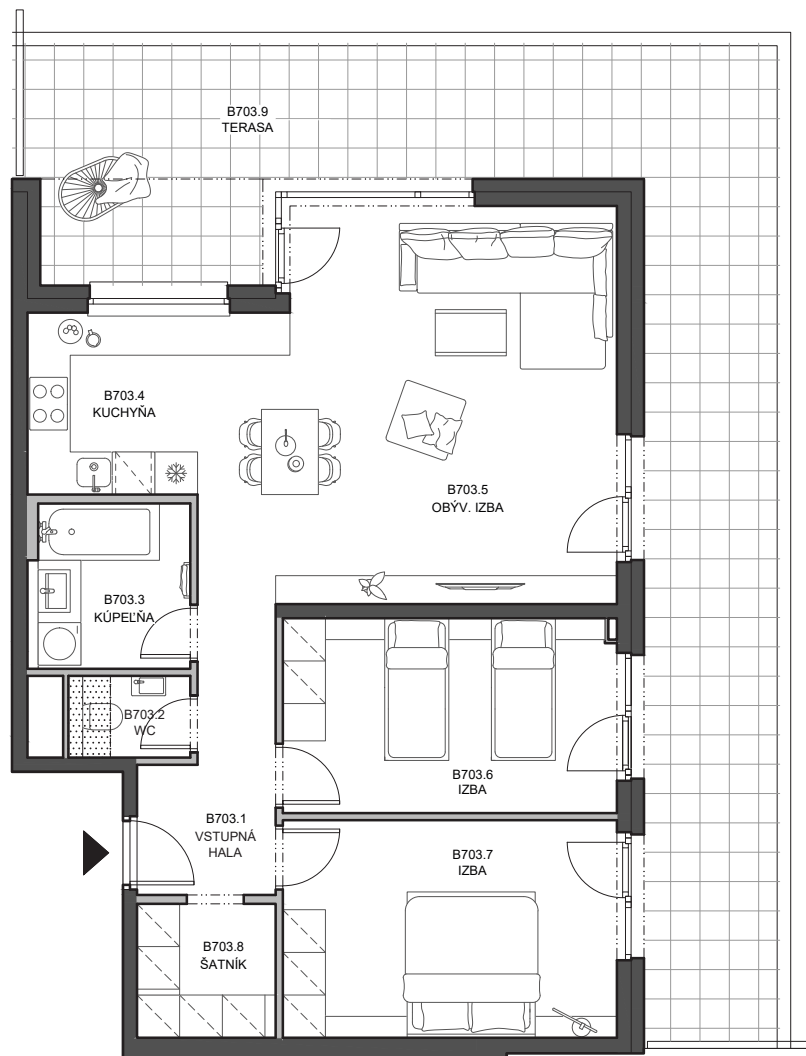 B703.9
TERASA
B703.4
KUCHYŇA
B703.5
OBÝV. IZBA
B703.3
KÚPEĽŇA
B703.2
WC
B703.6
IZBA
B703.1
VSTUPNÁ
HALA
B703.7
IZBA
B703.8
ŠATNÍK